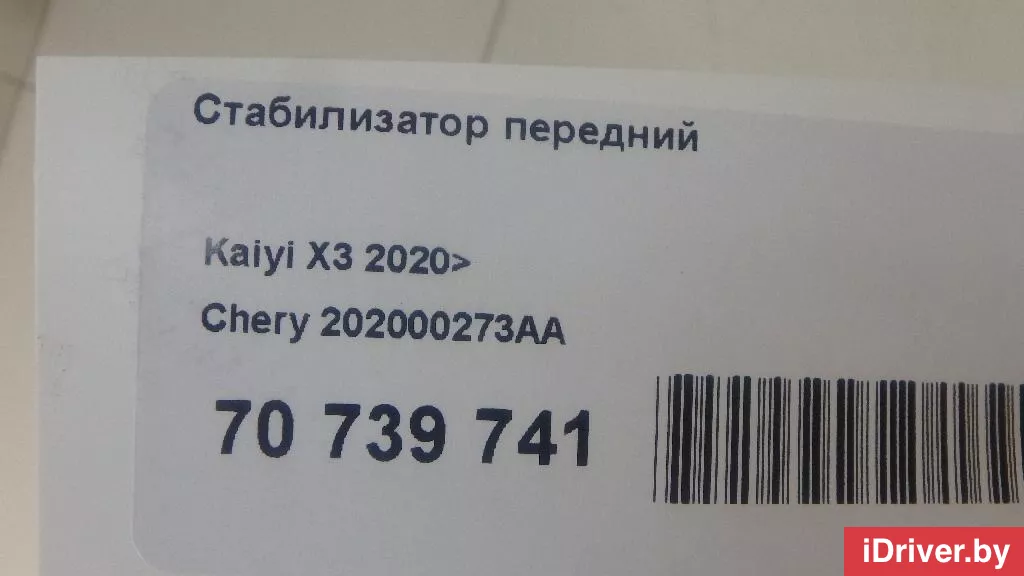 Стабилизатор передний
Kaiyi X3 2020>
Chery 202000273AA
70 739 741
iDriver.by